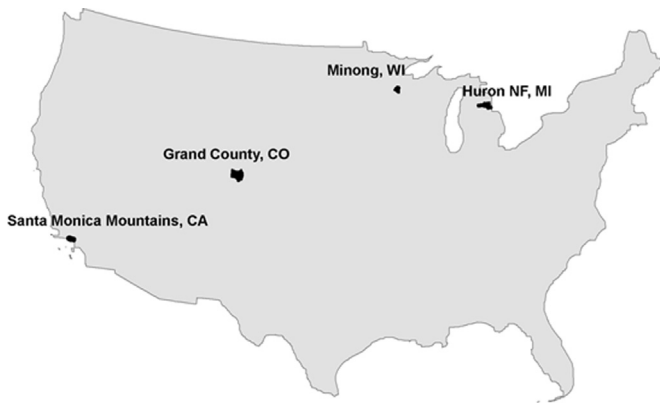 Minong, WI
Huron NF, MI
Grand County, CO
Santa Monica Mountains, CA